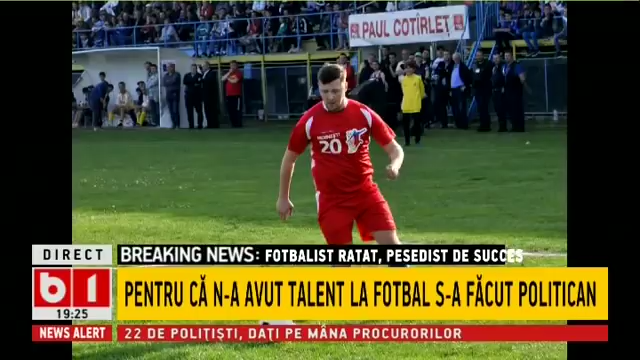 PAUL COTÎRLEȚ
20
DIRECT
BREAKING NEWS: FOTBALIST RATAT, PESEDIST DE SUCCES
b1
PENTRU CĂ N-A AVUT TALENT LA FOTBAL S-A FĂCUT POLITICAN
19:25
NEWS ALERT
22 DE POLIȚIȘTI, DAȚI PE MÂNA PROCURORILOR